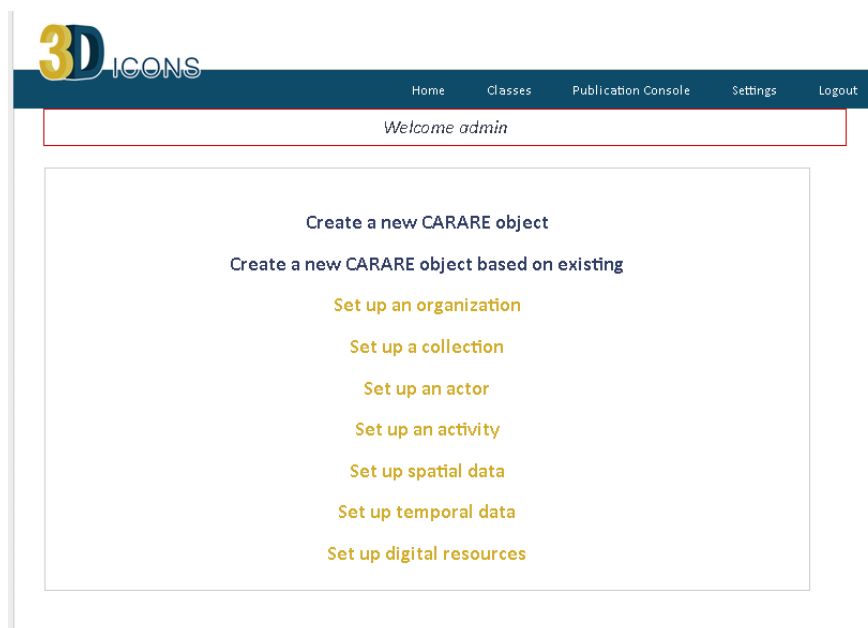 3D ICONS
Home Classes Publication Console Settings Logout
Welcome admin
Create a new CARARE object
Create a new CARARE object based on existing
Set up an organization
Set up a collection
Set up an actor
Set up an activity
Set up spatial data
Set up temporal data
Set up digital resources